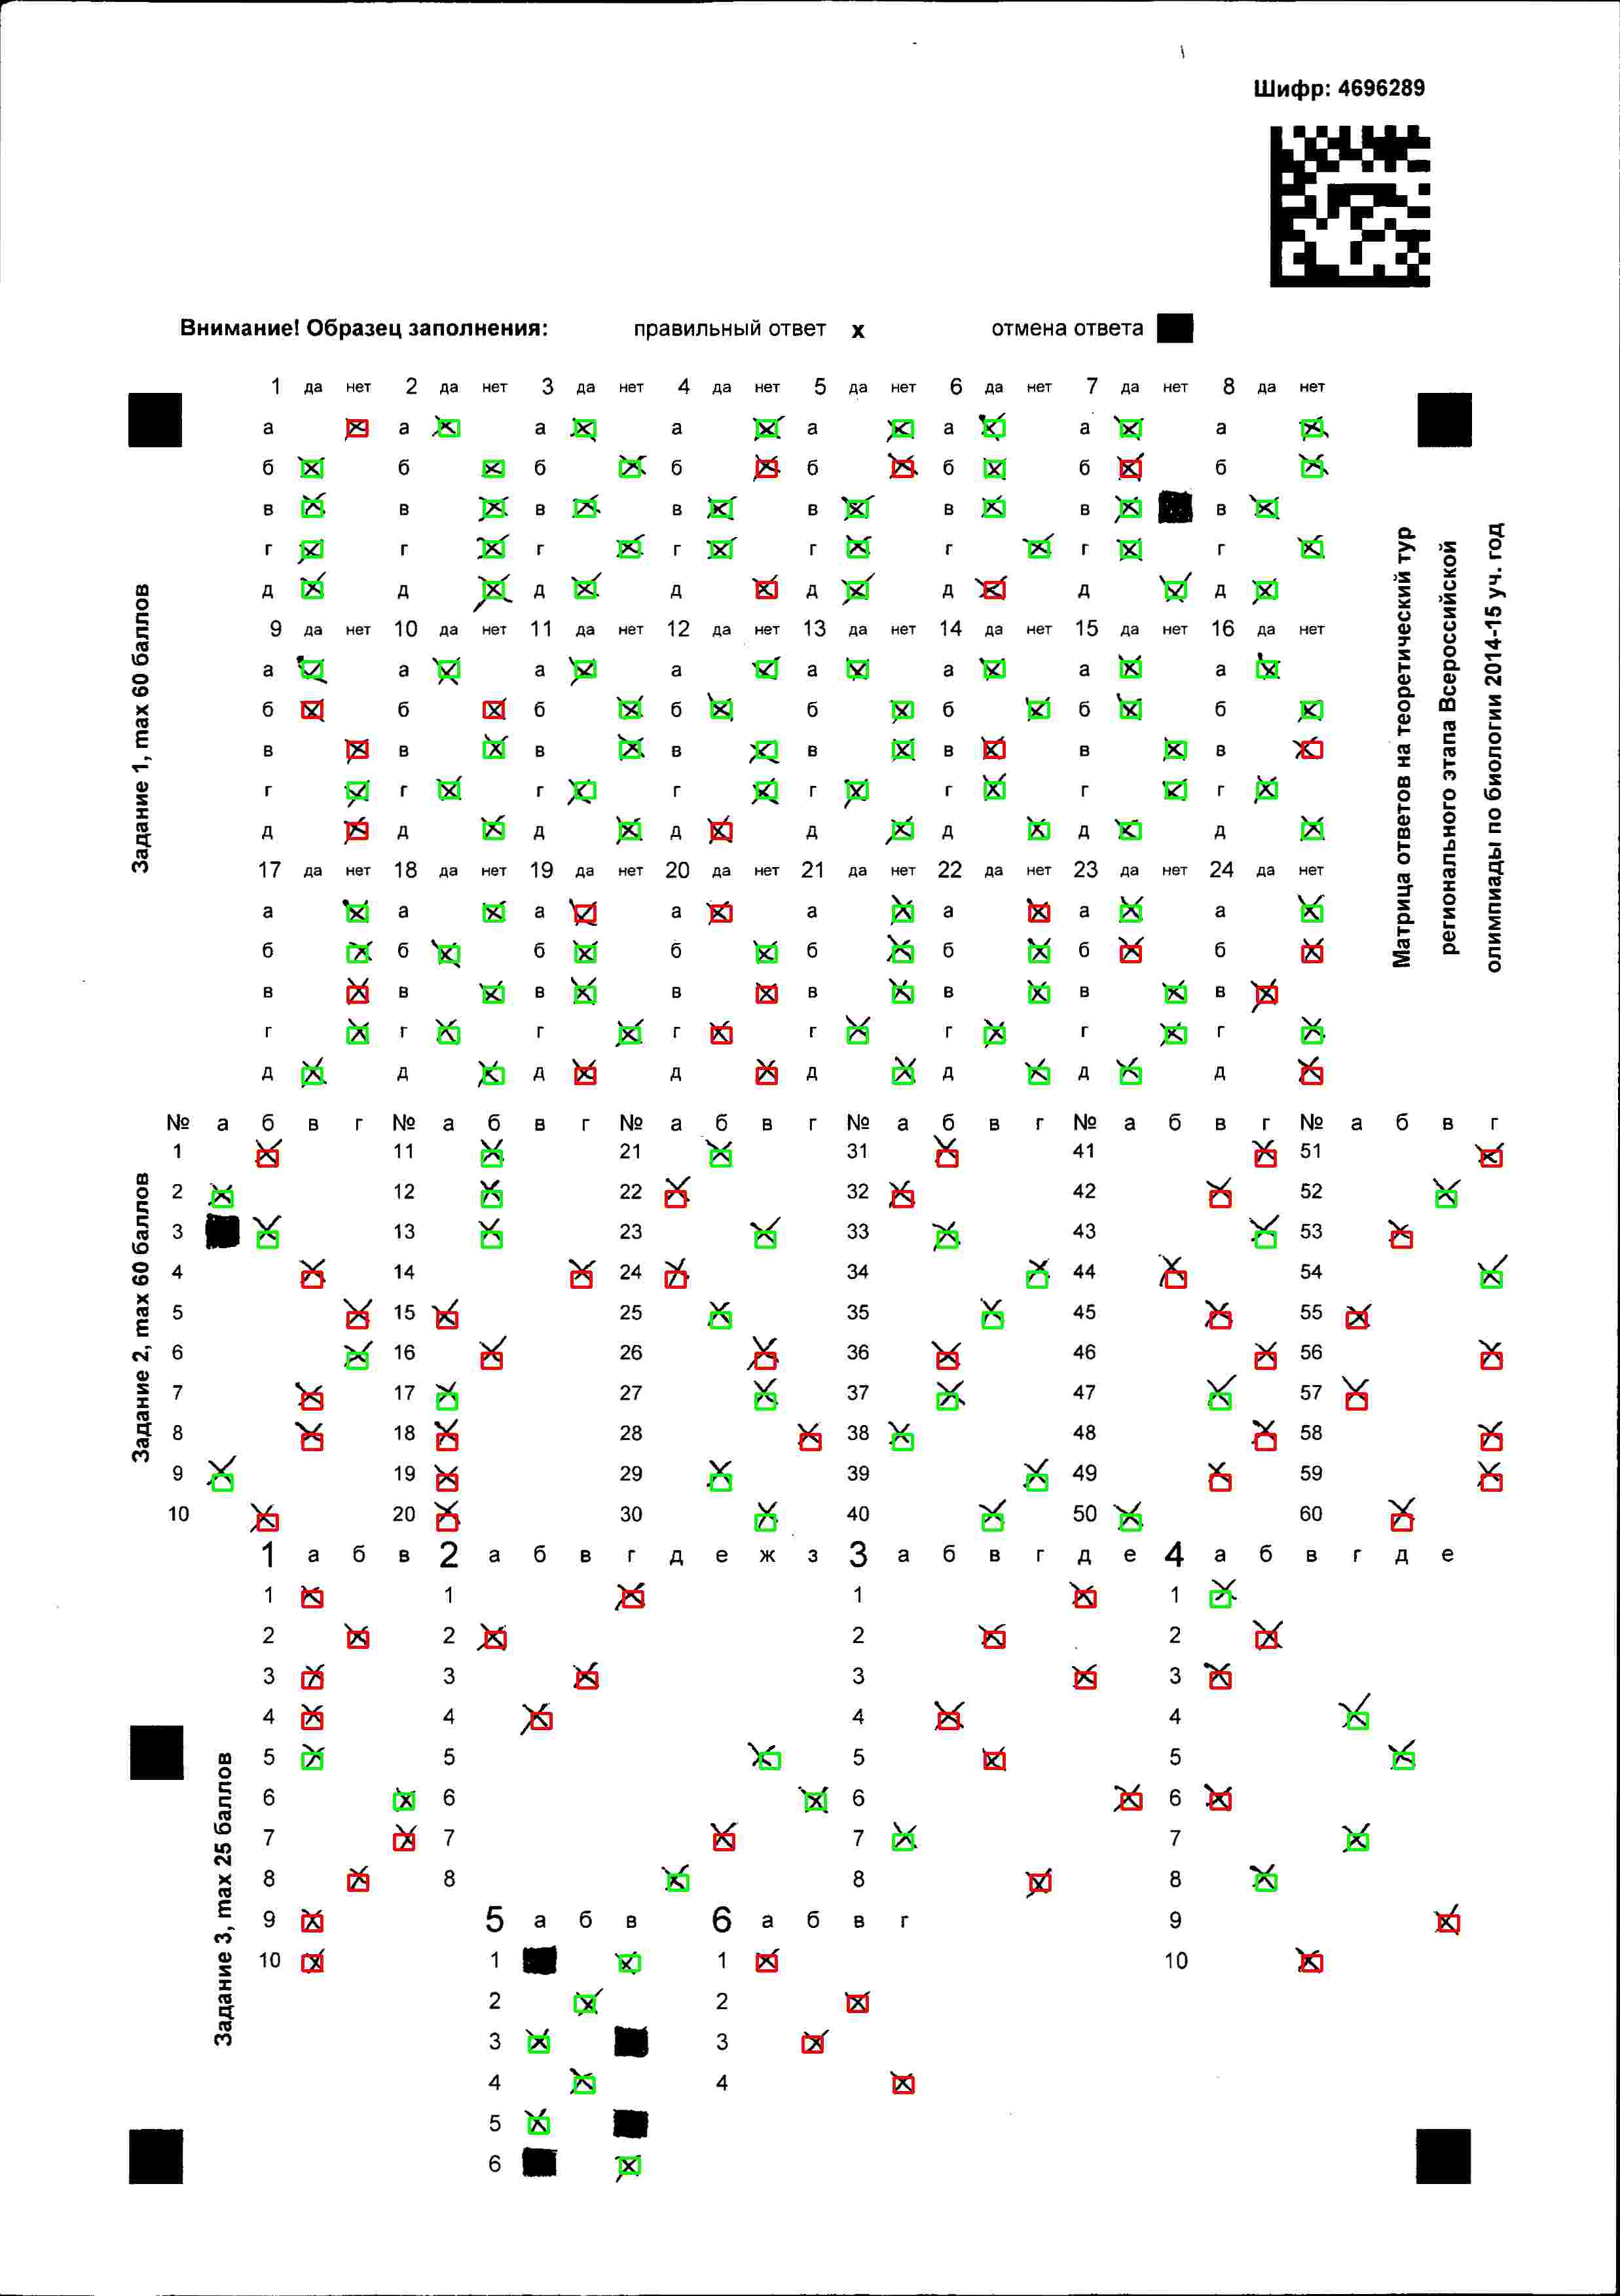 Шифр: 4696289
Внимание! Образец заполнения: правильный ответ х отмена ответа
1 да нет 2 да нет 3 да нет 4 да нет 5 да нет 6 да нет 7 да нет 8 да нет
а а а а а а а а
б б б б б б б б
в в в в в в в в
г г г г г г г г
д д д д д д д д
9 да нет 10 да нет 11 да нет 12 да нет 13 да нет 14 да нет 15 да нет 16 да нет
а а а а а а а а
б б б б б б б б
в в в в в в в в
г г г г г г г г
д д д д д д д д
17 да нет 18 да нет 19 да нет 20 да нет 21 да нет 22 да нет 23 да нет 24 да нет
а а а а а а а а
б б б б б б б б
в в в в в в в в
г г г г г г г г
д д д д д д д д
Задание 1, max 60 баллов
Матрица ответов на теоретический тур
регионального этапа Всероссийской
олимпиады по биологии 2014-15 уч. год
№ а б в г № а б в г № а б в г № а б в г № а б в г № а б в г
1 11 21 31 41 51
2 12 22 32 42 52
3 13 23 33 43 53
4 14 24 34 44 54
5 15 25 35 45 55
6 16 26 36 46 56
7 17 27 37 47 57
8 18 28 38 48 58
9 19 29 39 49 59
10 20 30 40 50 60
Задание 2, max 60 баллов
1 а б в 2 а б в г д е ж з 3 а б в г д е 4 а б в г д е
1 1 1 1
2 2 2 2
3 3 3 3
4 4 4 4
5 5 5 5
6 6 6 6
7 7 7 7
8 8 8 8
9 5 а б в 6 а б в г 9
10 1 1 10
2 2
3 3
4 4
5
6
Задание 3, max 25 баллов